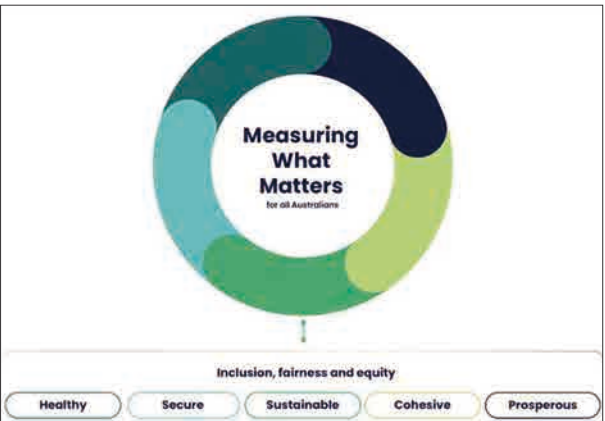 Measuring
What
Matters
for all Australians
Inclusion, fairness and equity
Healthy
Secure
Sustainable
Cohesive
Prosperous